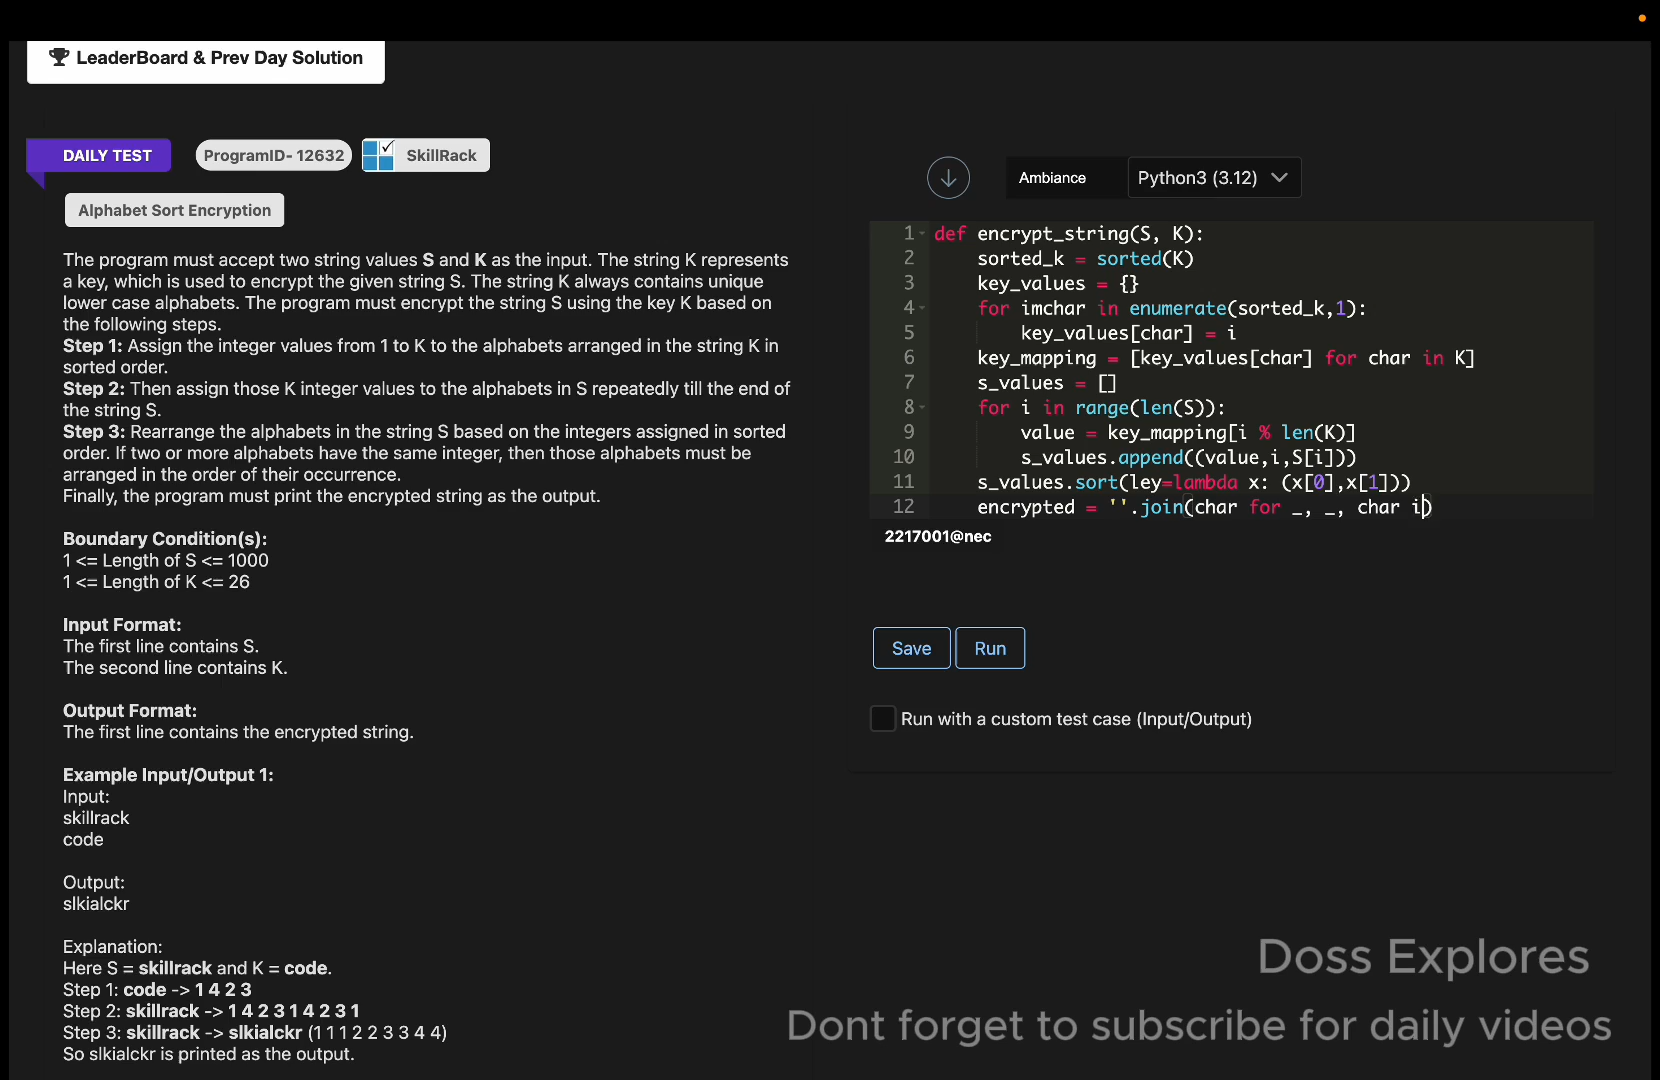 LeaderBoard & Prev Day Solution
DAILY TEST
ProgramID- 12632
SkillRack
Alphabet Sort Encryption
The program must accept two string values S and K as the input. The string K represents
a key, which is used to encrypt the given string S. The string K always contains unique
lower case alphabets. The program must encrypt the string S using the key K based on
the following steps.
Step 1: Assign the integer values from 1 to K to the alphabets arranged in the string K in
sorted order.
Step 2: Then assign those K integer values to the alphabets in S repeatedly till the end of
the string S.
Step 3: Rearrange the alphabets in the string S based on the integers assigned in sorted
order. If two or more alphabets have the same integer, then those alphabets must be
arranged in the order of their occurrence.
Finally, the program must print the encrypted string as the output.
Boundary Condition(s):
1 <= Length of S <= 1000
1 <= Length of K <= 26
Input Format:
The first line contains S.
The second line contains K.
Output Format:
The first line contains the encrypted string.
Example Input/Output 1:
Input:
skillrack
code
Output:
slkialckr
Explanation:
Here S = skillrack and K = code.
Step 1: code -> 1 4 2 3
Step 2: skillrack -> 1 4 2 3 1 4 2 3 1
Step 3: skillrack -> slkialckr (1 1 1 2 2 3 3 4 4)
So slkialckr is printed as the output.
Ambiance
Python3 (3.12)
1 def encrypt_string(S, K):
2     sorted_k = sorted(K)
3     key_values = {}
4     for imchar in enumerate(sorted_k,1):
5         key_values[char] = i
6     key_mapping = [key_values[char] for char in K]
7     s_values = []
8     for i in range(len(S)):
9         value = key_mapping[i % len(K)]
10         s_values.append((value,i,S[i]))
11     s_values.sort(ley=lambda x: (x[0],x[1]))
12     encrypted = ''.join(char for _, _, char i)
2217001@nec
Save
Run
Run with a custom test case (Input/Output)
Doss Explores
Dont forget to subscribe for daily videos